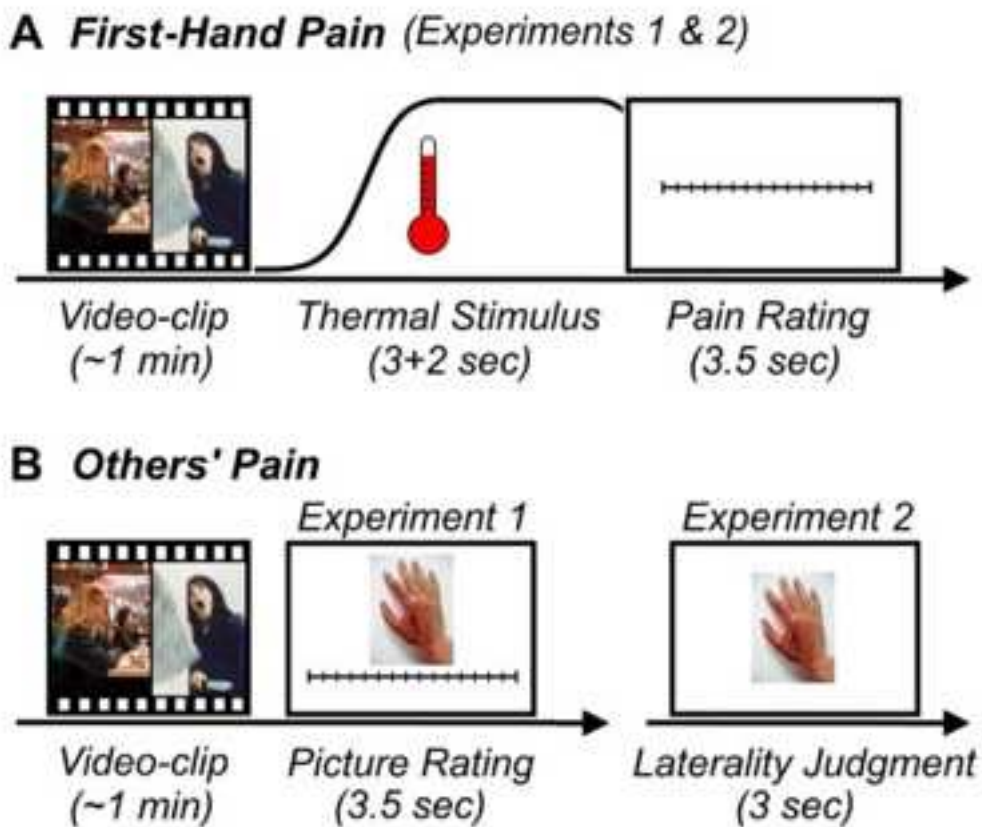 A First-Hand Pain (Experiments 1 & 2)
Video-clip
(~1 min)
Thermal Stimulus
(3+2 sec)
Pain Rating
(3.5 sec)
B Others' Pain
Experiment 1
Experiment 2
Video-clip
(~1 min)
Picture Rating
(3.5 sec)
Laterality Judgment
(3 sec)